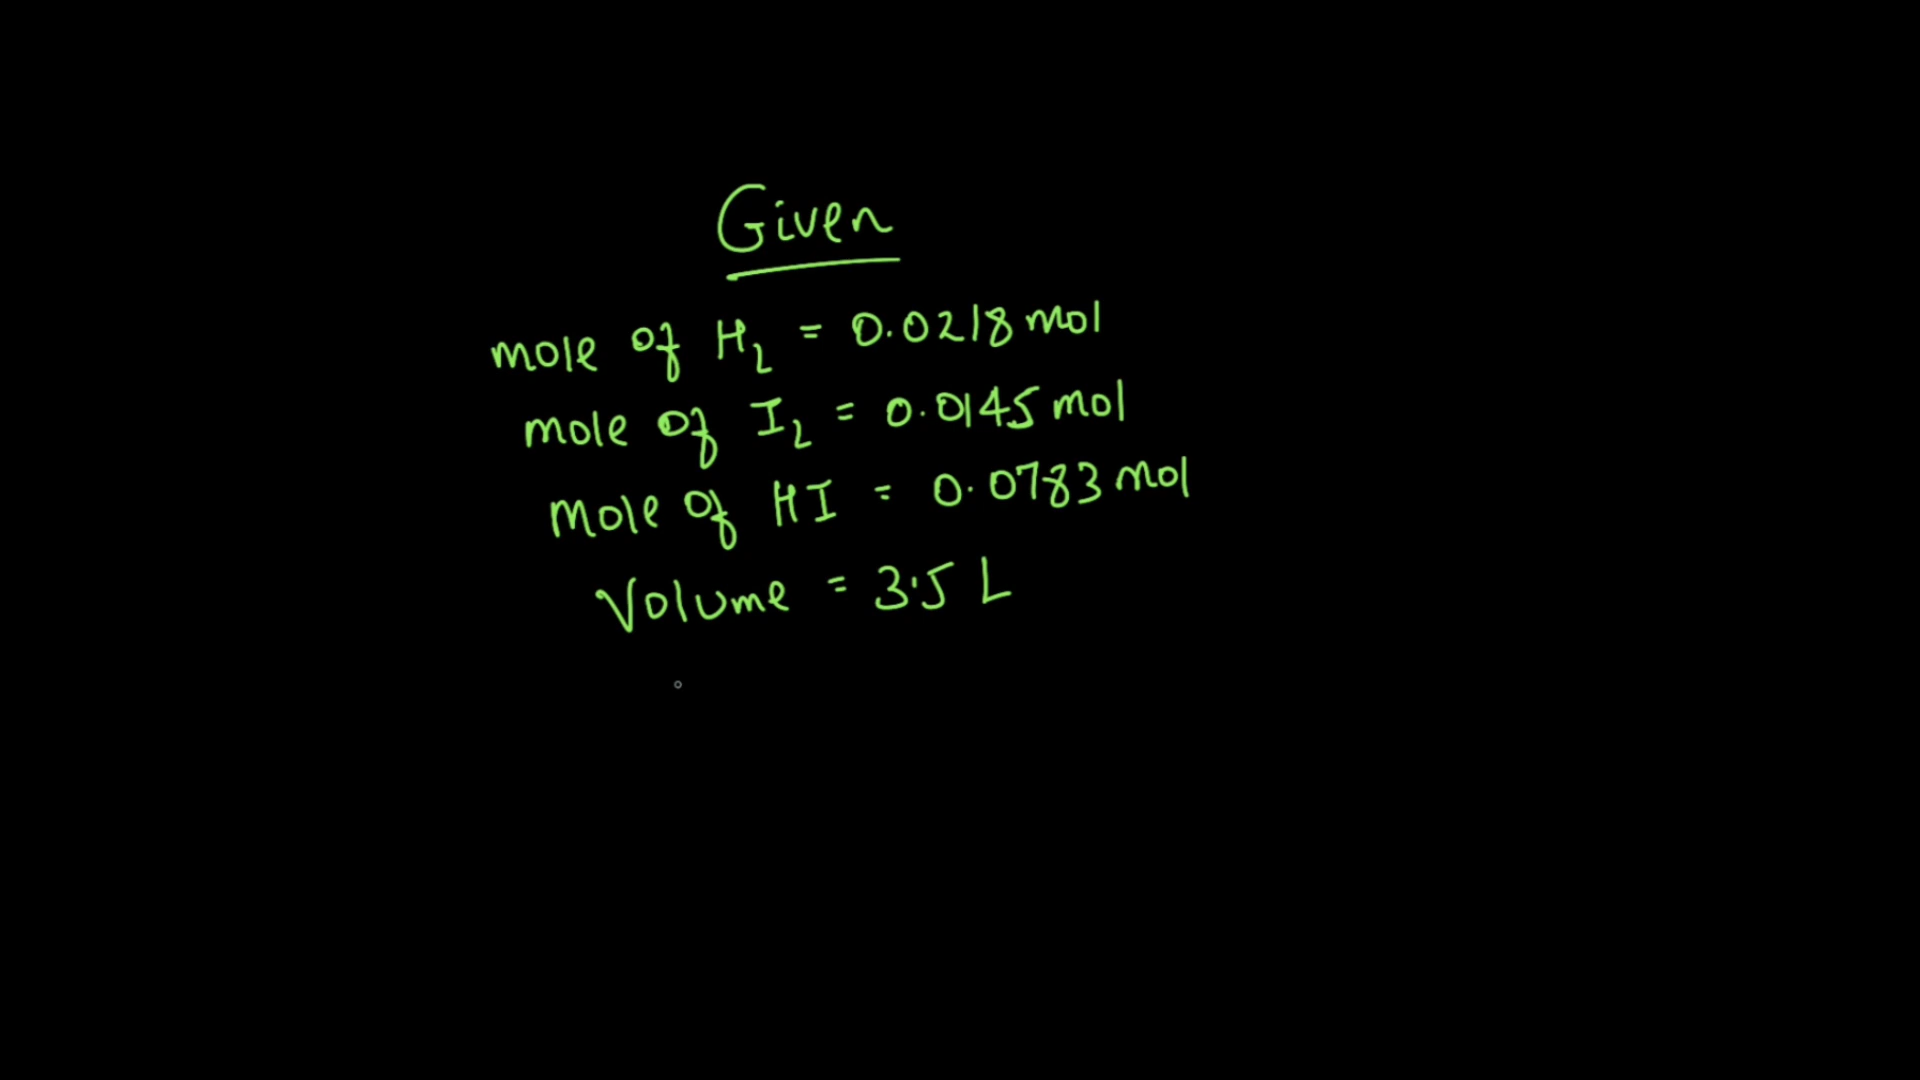 Given
mole of H₂ = 0.0218 mol
mole of I₂ = 0.0145 mol
mole of HI = 0.0783 mol
Volume = 3.5 L